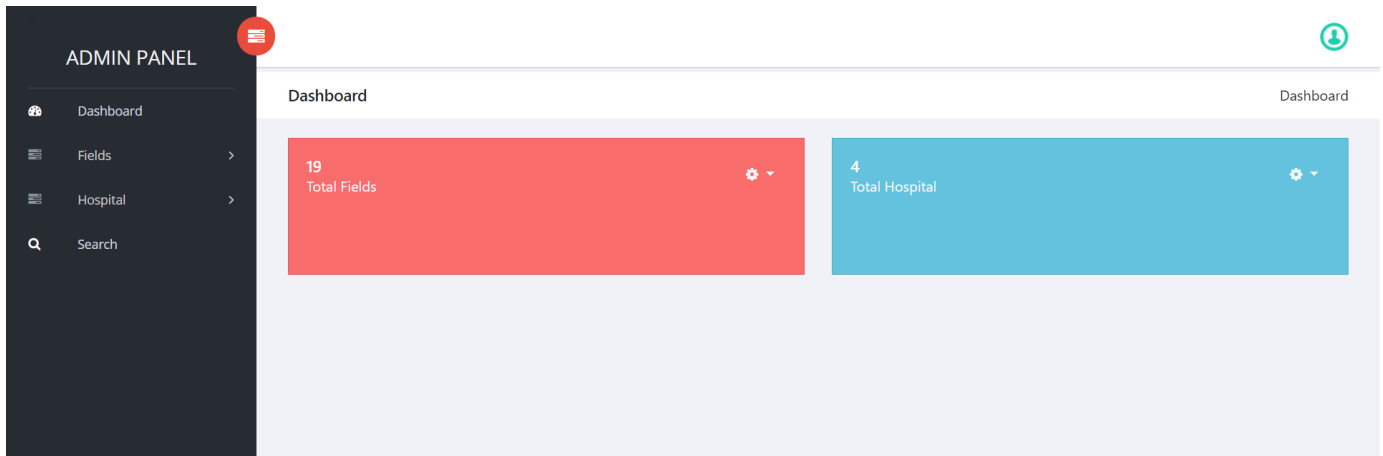 ADMIN PANEL
Dashboard
Fields
Hospital
Search
Dashboard
Dashboard
19
Total Fields
4
Total Hospital